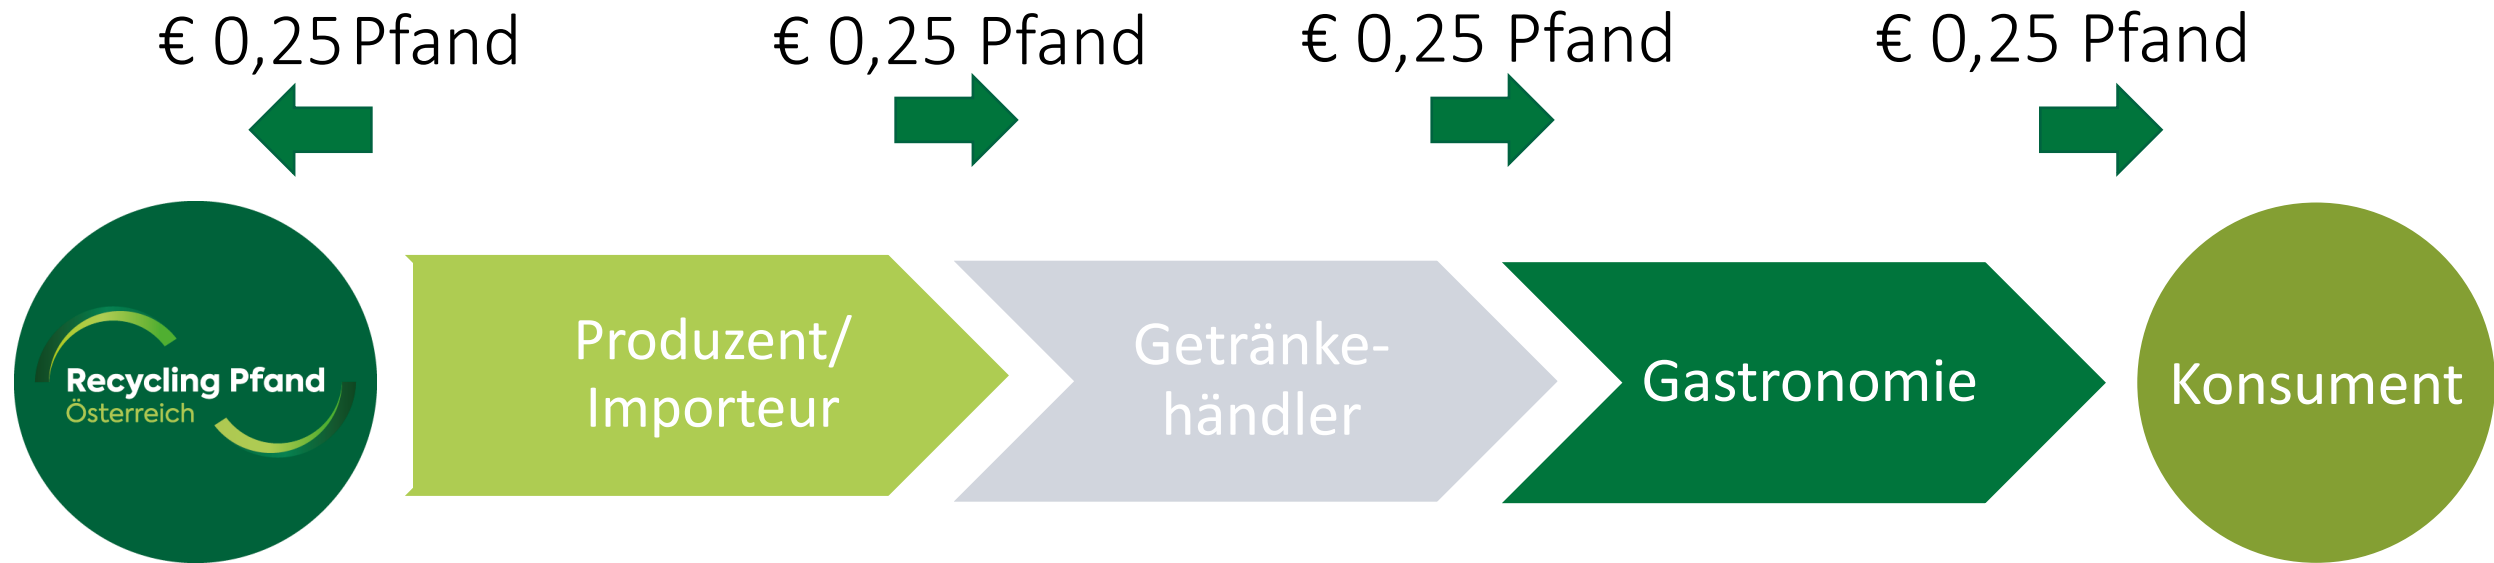 € 0,25 Pfand
€ 0,25 Pfand
€ 0,25 Pfand
€ 0,25 Pfand
Recycling Pfand
Österreich
Produzent/
Importeur
Getränke-
händler
Gastronomie
Konsument